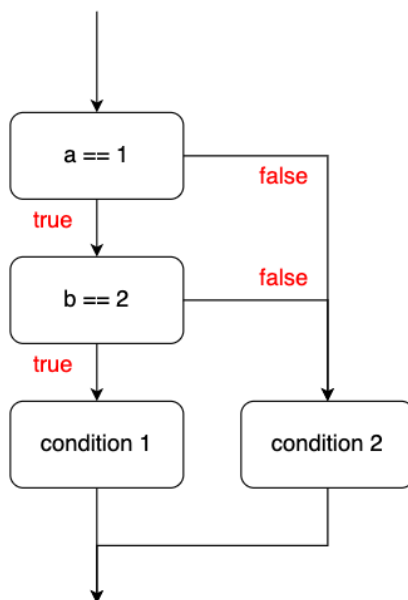 a == 1
false
true
b == 2
false
true
condition 1
condition 2